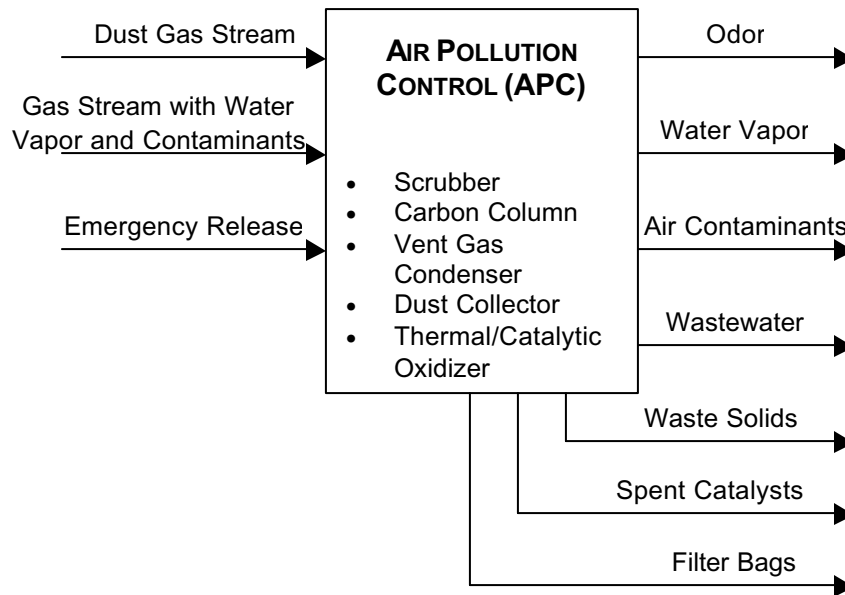 Dust Gas Stream
Gas Stream with Water
Vapor and Contaminants
Emergency Release
AIR POLLUTION
CONTROL (APC)
• Scrubber
• Carbon Column
• Vent Gas
Condenser
• Dust Collector
• Thermal/Catalytic
Oxidizer
Odor
Water Vapor
Air Contaminants
Wastewater
Waste Solids
Spent Catalysts
Filter Bags